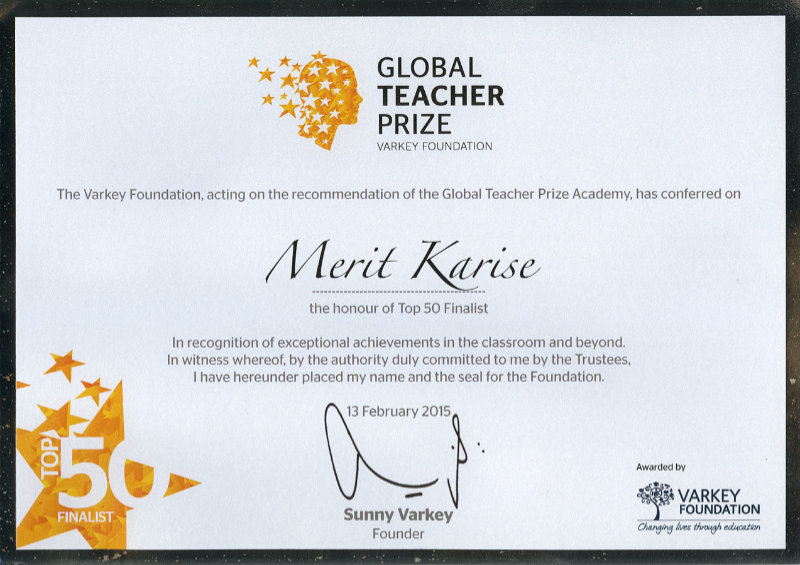 GLOBAL
TEACHER
PRIZE
VARKEY FOUNDATION
The Varkey Foundation, acting on the recommendation of the Global Teacher Prize Academy, has conferred on
Merit Karise
the honour of Top 50 Finalist
In recognition of exceptional achievements in the classroom and beyond.
In witness whereof, by the authority duly committed to me by the Trustees,
I have hereunder placed my name and the seal for the Foundation.
13 February 2015
Sunny Varkey
Founder
TOP
50
FINALIST
Awarded by
VARKEY
FOUNDATION
Changing lives through education